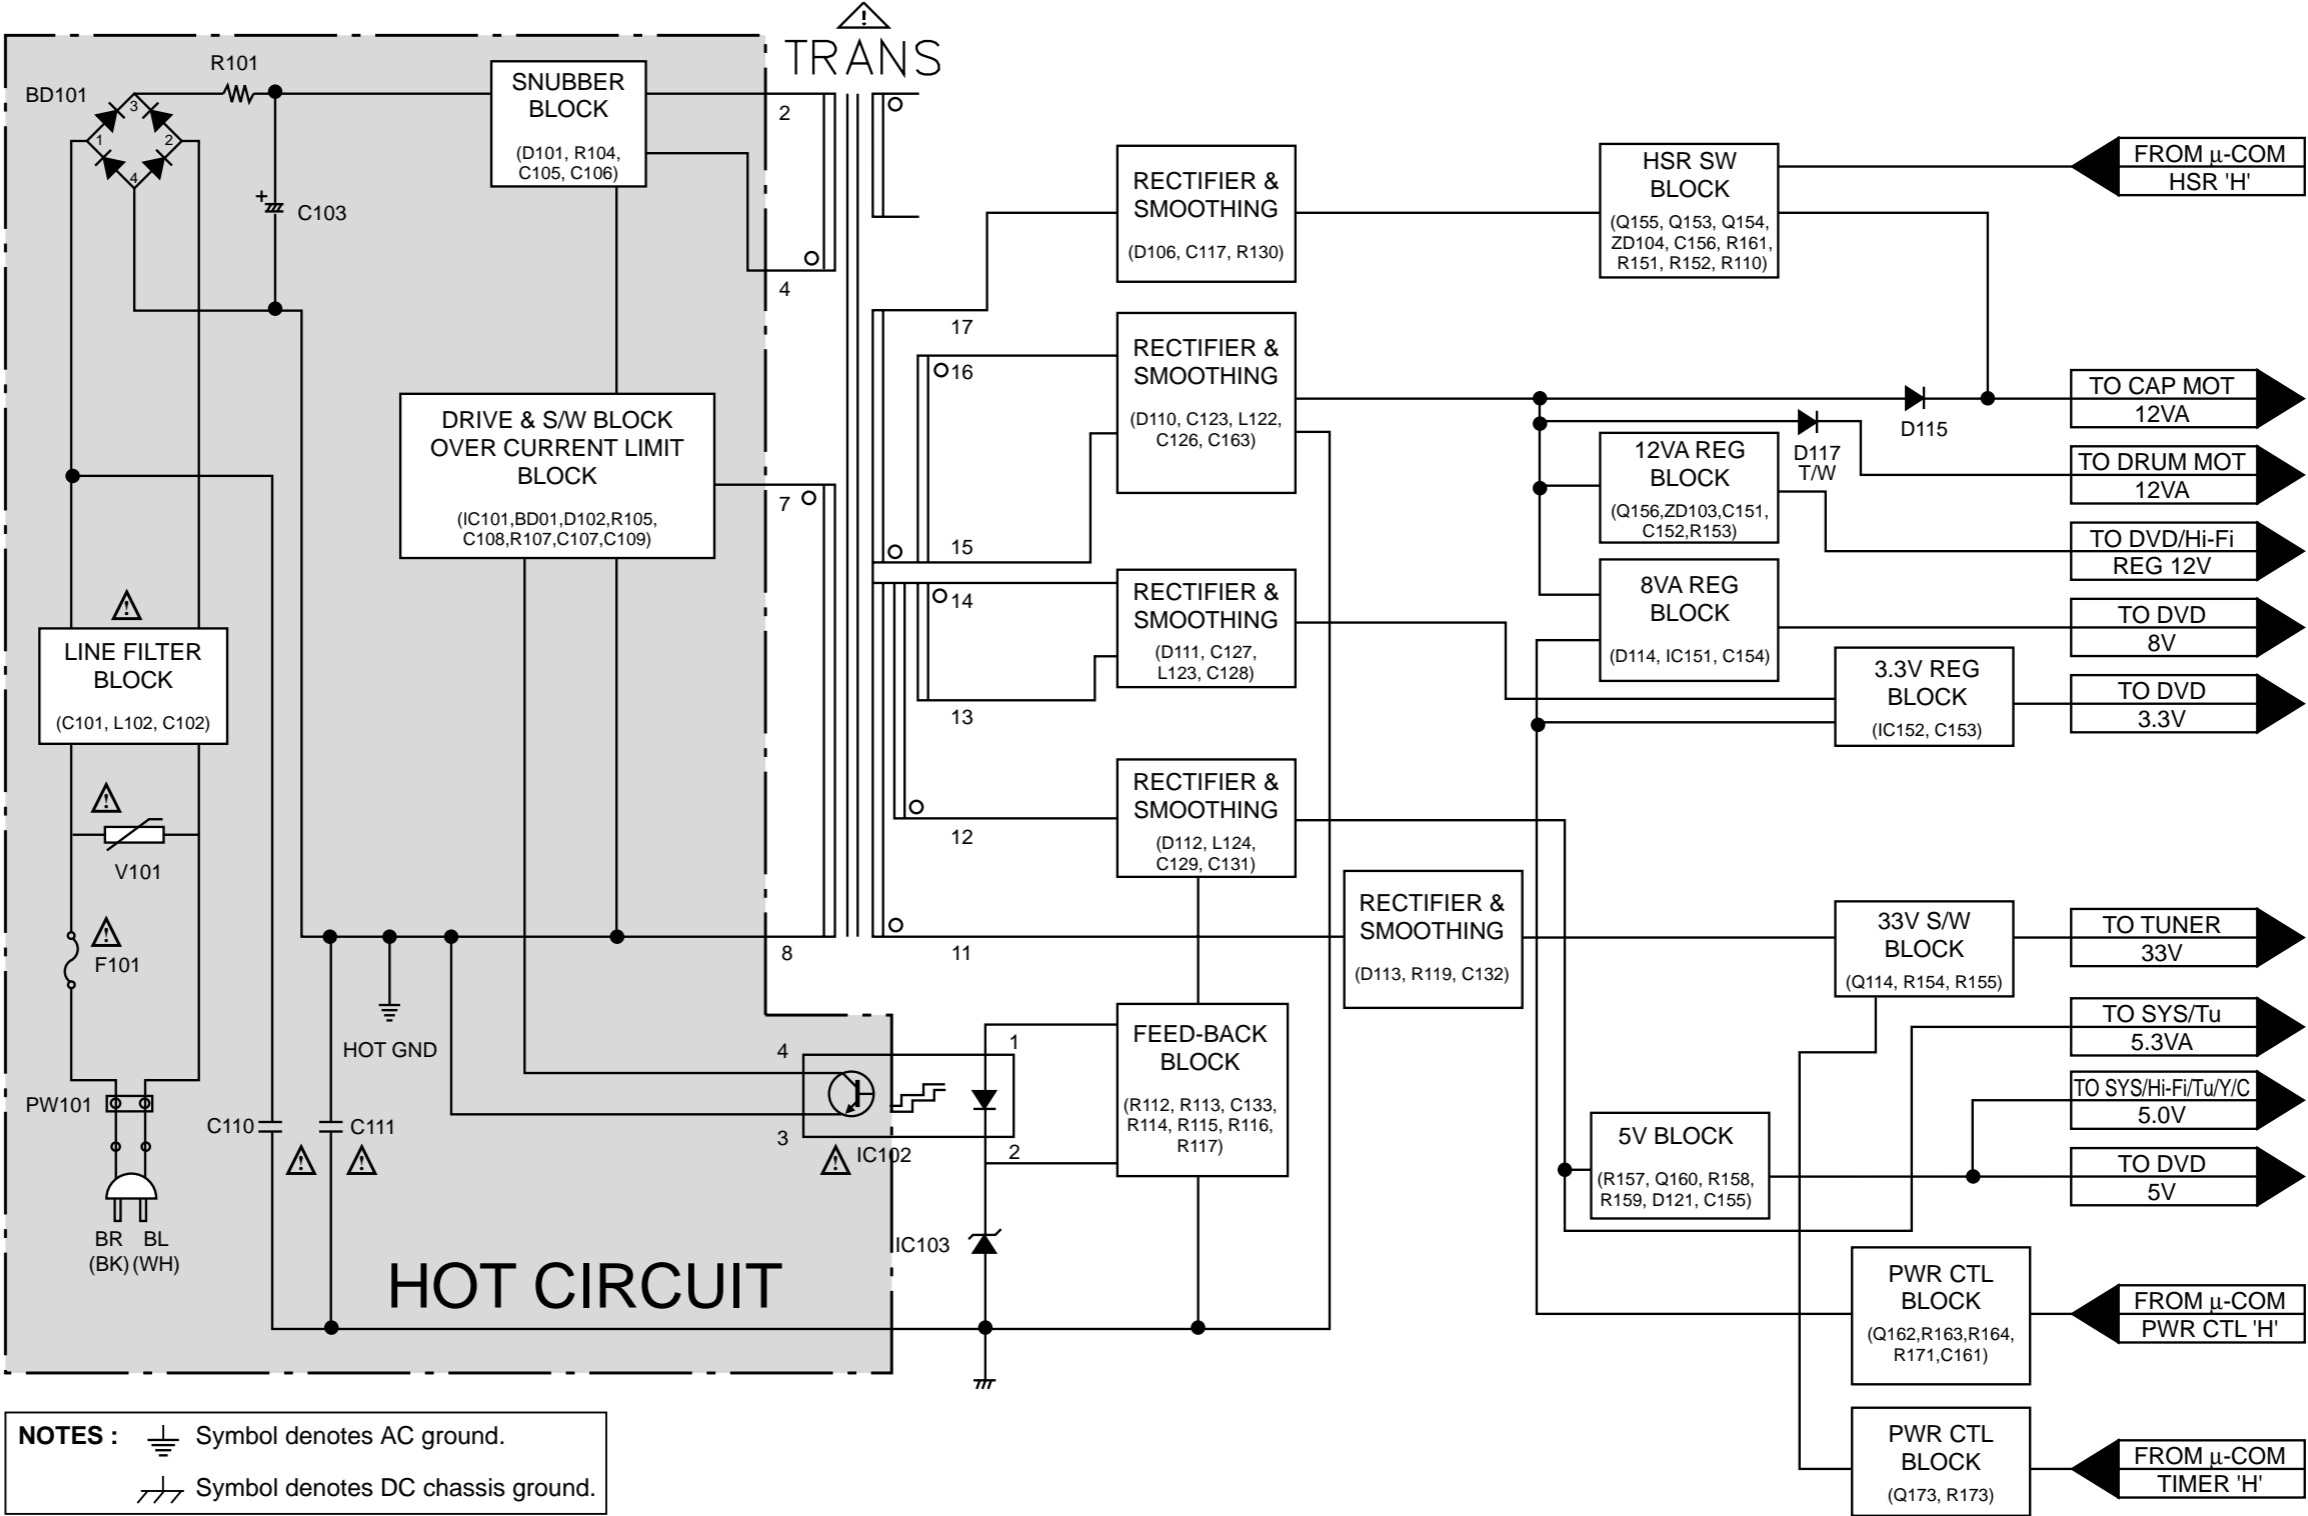 TRANS
R101
BD101
3
1
2
4
+
C103
SNUBBER
BLOCK
(D101, R104,
C105, C106)
2
4
DRIVE & S/W BLOCK
OVER CURRENT LIMIT
BLOCK
(IC101,BD01,D102,R105,
C108,R107,C107,C109)
7
8
LINE FILTER
BLOCK
(C101, L102, C102)
V101
F101
HOT GND
PW101
C110
C111
BR BL
(BK) (WH)
HOT CIRCUIT
4
3
IC102
1
2
IC103
17
16
15
14
13
12
11
RECTIFIER &
SMOOTHING
(D106, C117, R130)
RECTIFIER &
SMOOTHING
(D110, C123, L122,
C126, C163)
RECTIFIER &
SMOOTHING
(D111, C127,
L123, C128)
RECTIFIER &
SMOOTHING
(D112, L124,
C129, C131)
RECTIFIER &
SMOOTHING
(D113, R119, C132)
FEED-BACK
BLOCK
(R112, R113, C133,
R114, R115, R116,
R117)
HSR SW
BLOCK
(Q155, Q153, Q154,
ZD104, C156, R161,
R151, R152, R110)
D115
D117
T/W
12VA REG
BLOCK
(Q156,ZD103,C151,
C152,R153)
8VA REG
BLOCK
(D114, IC151, C154)
3.3V REG
BLOCK
(IC152, C153)
33V S/W
BLOCK
(Q114, R154, R155)
5V BLOCK
(R157, Q160, R158,
R159, D121, C155)
PWR CTL
BLOCK
(Q162,R163,R164,
R171,C161)
PWR CTL
BLOCK
(Q173, R173)
FROM µ-COM
HSR 'H'
TO CAP MOT
12VA
TO DRUM MOT
12VA
TO DVD/Hi-Fi
REG 12V
TO DVD
8V
TO DVD
3.3V
TO TUNER
33V
TO SYS/Tu
5.3VA
TO SYS/Hi-Fi/Tu/Y/C
5.0V
TO DVD
5V
FROM µ-COM
PWR CTL 'H'
FROM µ-COM
TIMER 'H'
NOTES : Symbol denotes AC ground.
Symbol denotes DC chassis ground.